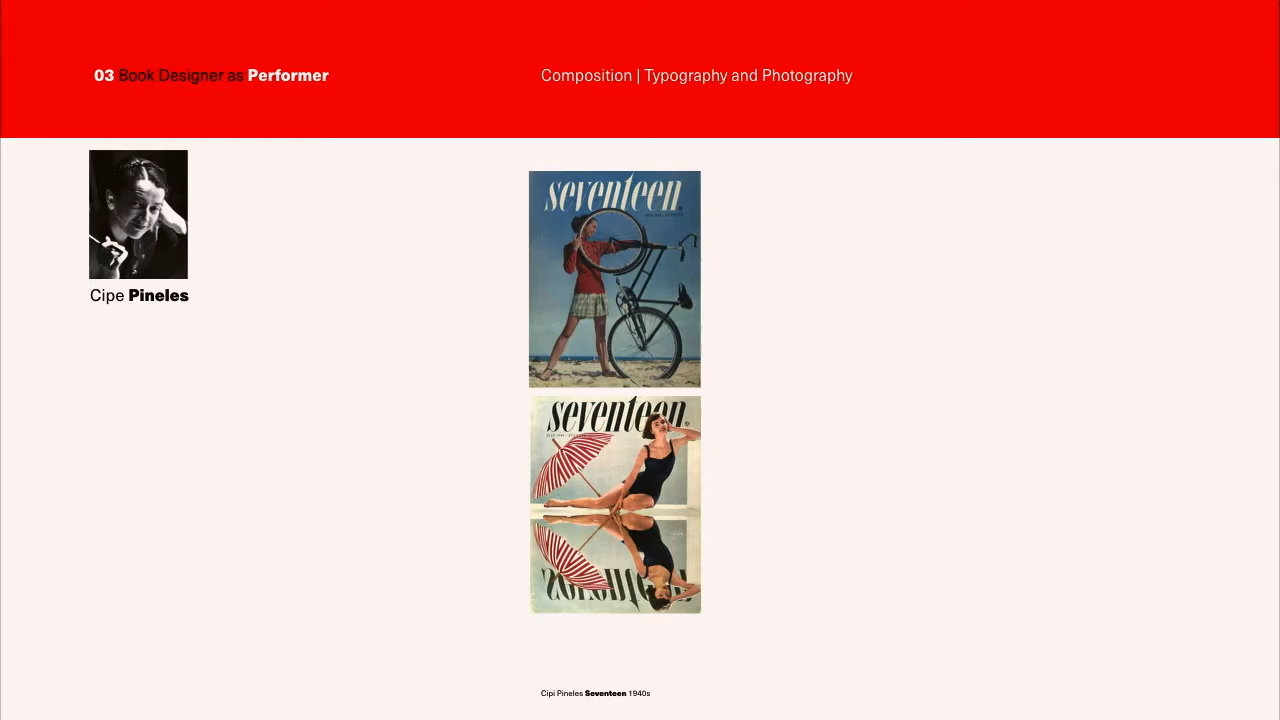 03 Book Designer as Performer
Composition | Typography and Photography
Cipe Pineles
seventeen
seventeen
Cipi Pineles Seventeen 1940s